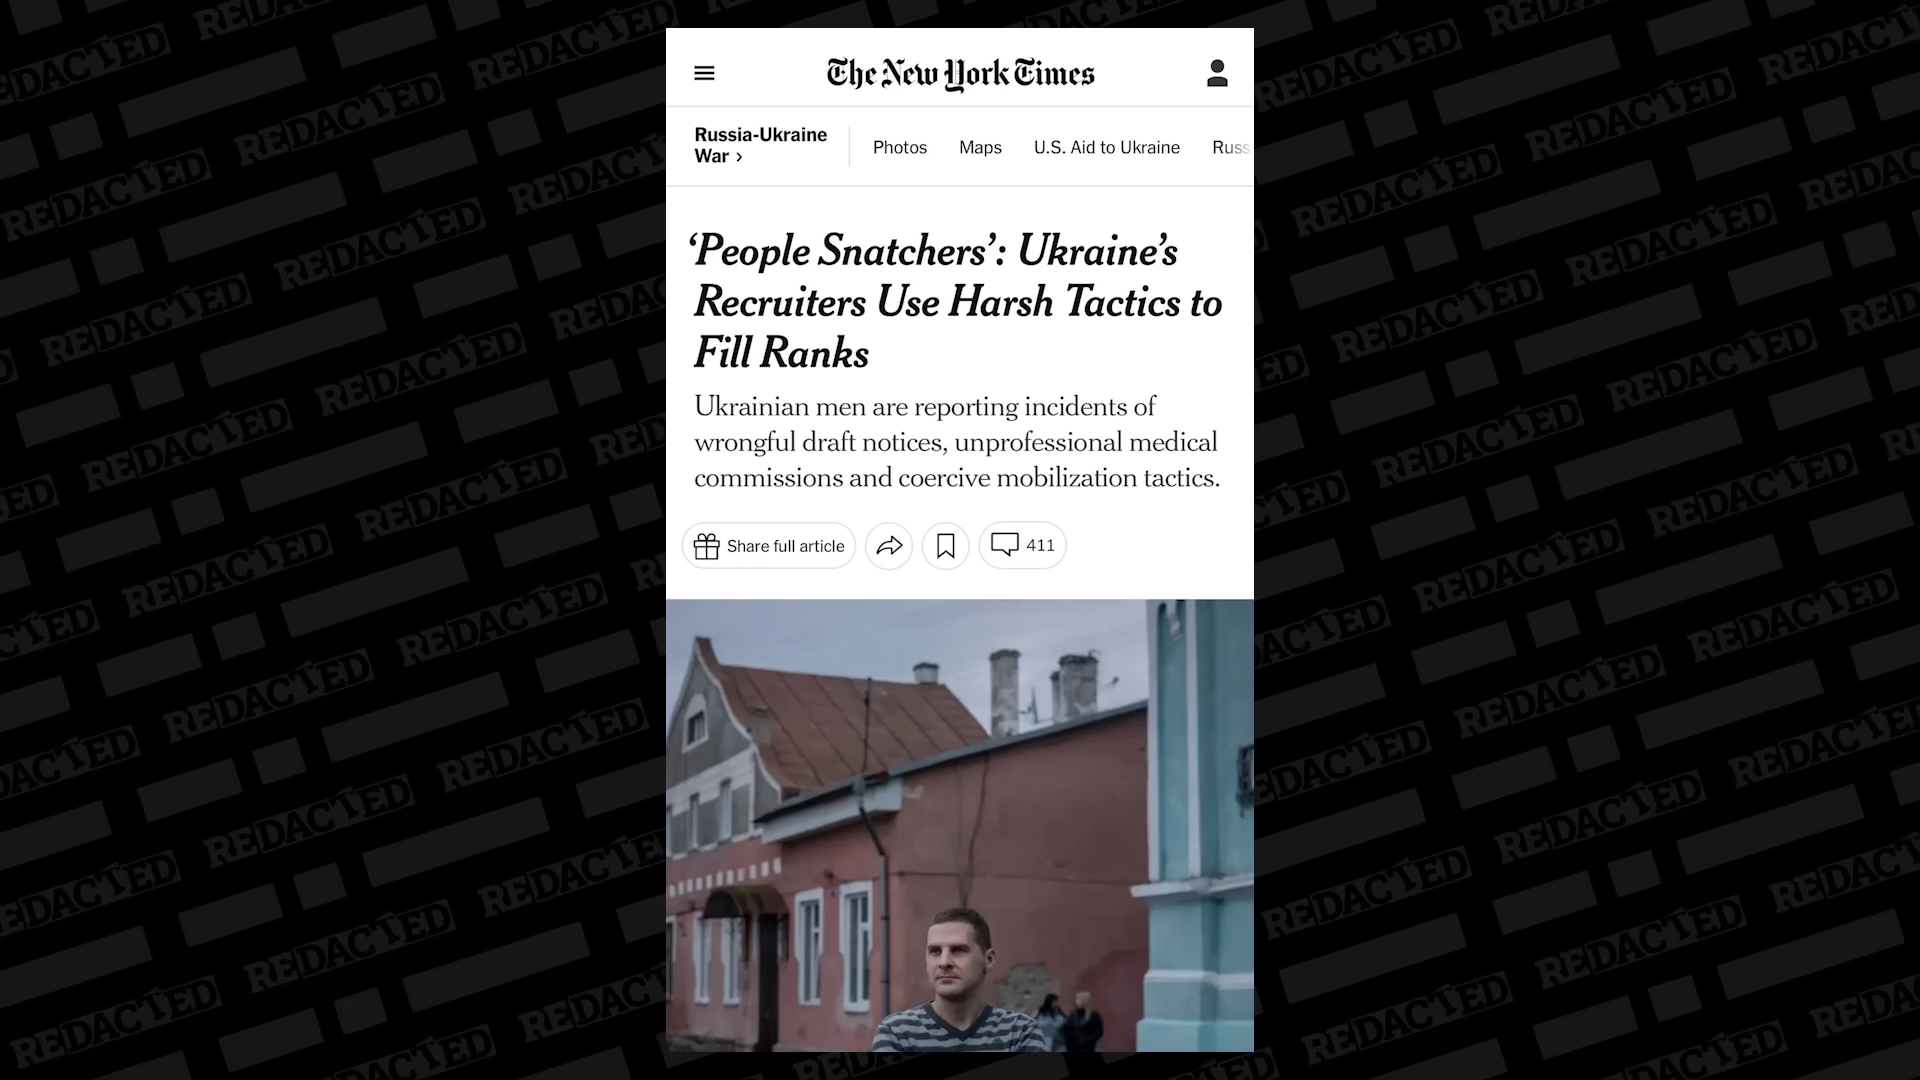 The New York Times
Russia-Ukraine
War ›
Photos
Maps
U.S. Aid to Ukraine
Russ
‘People Snatchers’: Ukraine’s
Recruiters Use Harsh Tactics to
Fill Ranks
Ukrainian men are reporting incidents of
wrongful draft notices, unprofessional medical
commissions and coercive mobilization tactics.
Share full article
411
REDACTED